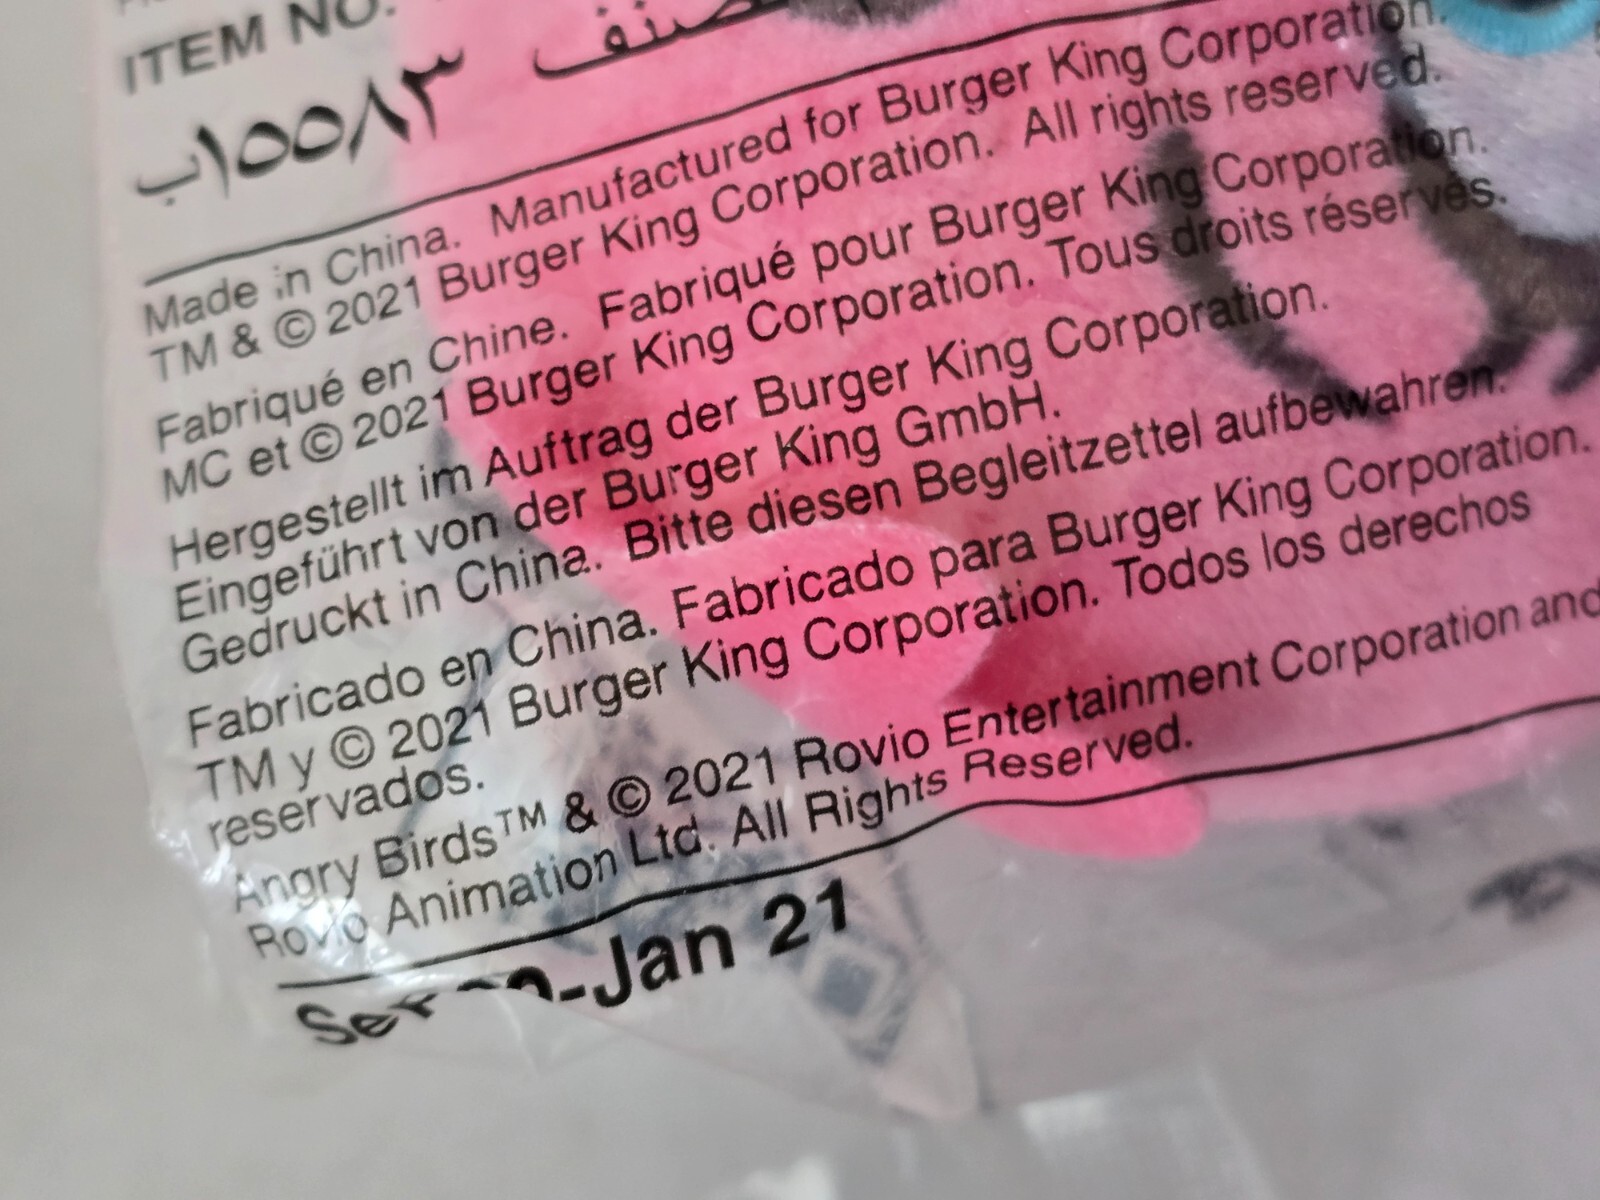 ITEM NO.
صنف
ب١٥٥٨٣
Made in China. Manufactured for Burger King Corporation.
TM & © 2021 Burger King Corporation. All rights reserved.
Fabriqué en Chine. Fabriqué pour Burger King Corporation.
MC et © 2021 Burger King Corporation. Tous droits réservés.
Hergestellt im Auftrag der Burger King Corporation.
Eingeführt von der Burger King GmbH.
Gedruckt in China. Bitte diesen Begleitzettel aufbewahren.
Fabricado en China. Fabricado para Burger King Corporation.
TM y © 2021 Burger King Corporation. Todos los derechos
reservados.
Angry Birds™ & © 2021 Rovio Entertainment Corporation and
Rovio Animation Ltd. All Rights Reserved.
-Jan 21